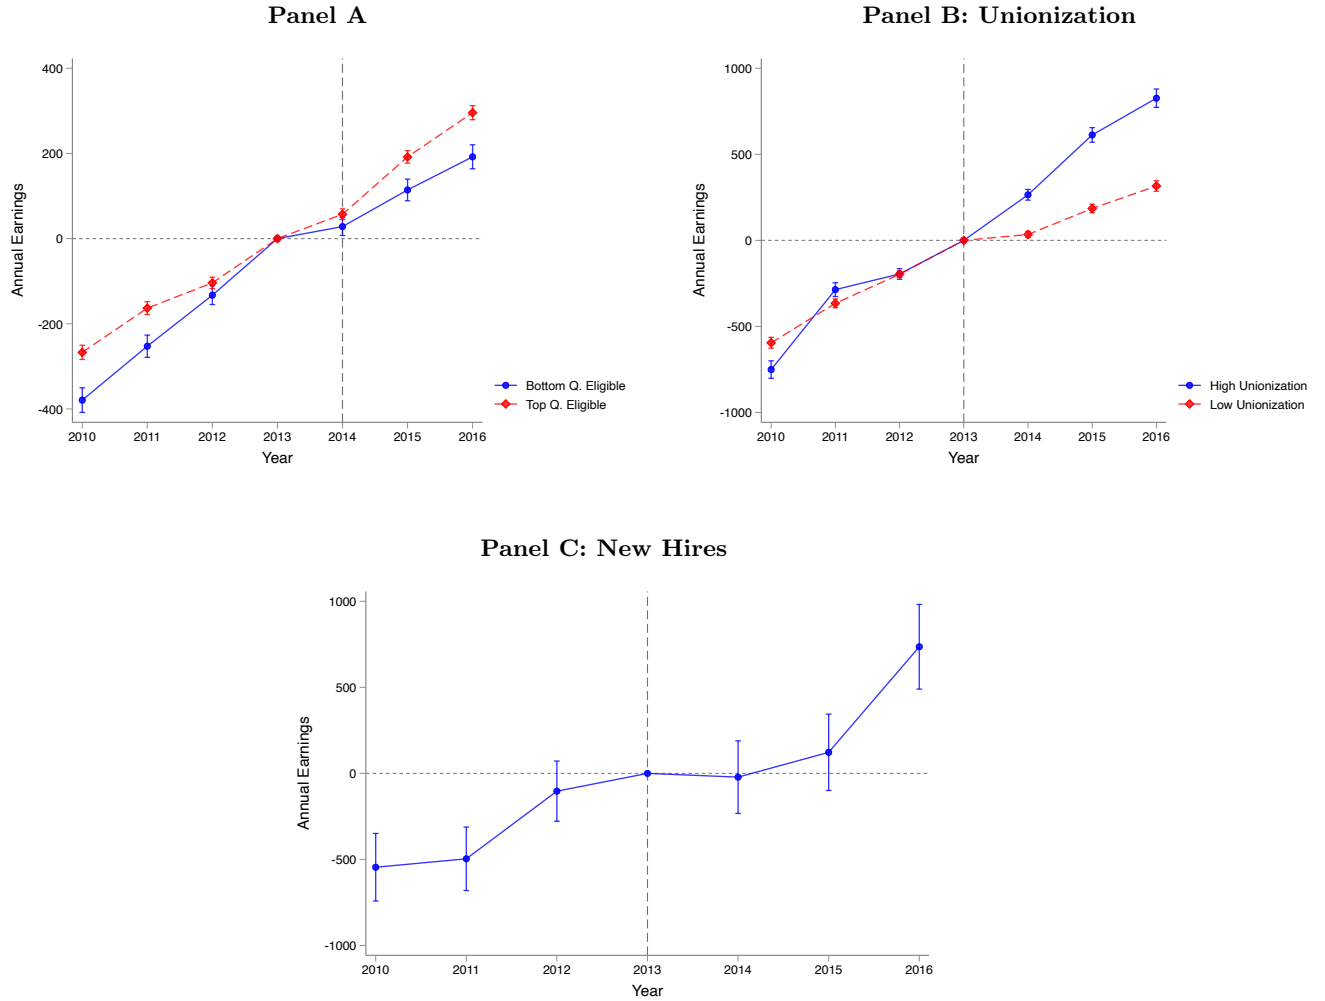 Panel A
400
200
0
-200
-400
Annual Earnings
2010 2011 2012 2013 2014 2015 2016
Year
Bottom Q. Eligible
Top Q. Eligible
Panel B: Unionization
1000
500
0
-500
-1000
Annual Earnings
2010 2011 2012 2013 2014 2015 2016
Year
High Unionization
Low Unionization
Panel C: New Hires
1000
500
0
-500
-1000
Annual Earnings
2010 2011 2012 2013 2014 2015 2016
Year